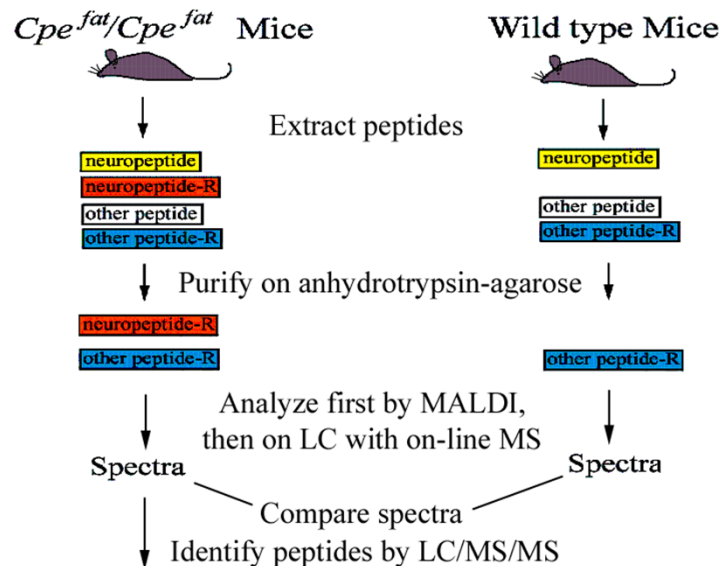 Cpe fat/Cpe fat Mice
Wild type Mice
Extract peptides
neuropeptide
neuropeptide-R
other peptide
other peptide-R
neuropeptide
other peptide
other peptide-R
Purify on anhydrotrypsin-agarose
neuropeptide-R
other peptide-R
other peptide-R
Analyze first by MALDI,
then on LC with on-line MS
Spectra
Spectra
Compare spectra
Identify peptides by LC/MS/MS